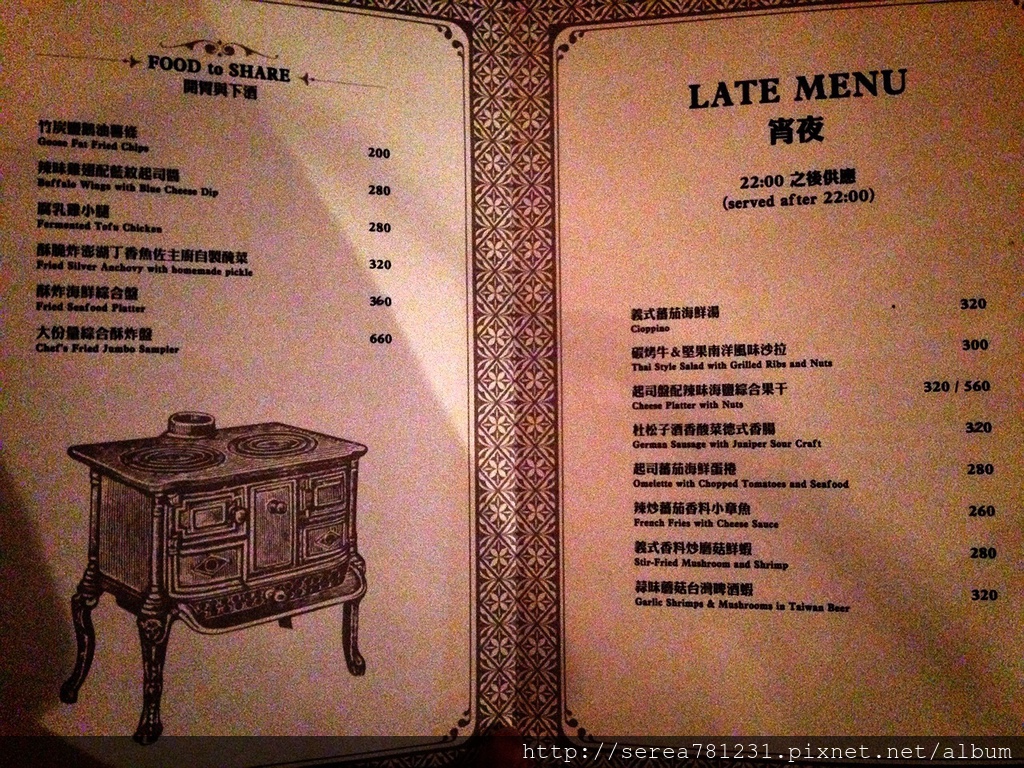 FOOD to SHARE
開胃與下酒
竹炭鹽鵝油薯條
Goose Fat Fried Chips
200
辣味雞翅配藍紋起司醬
Buffalo Wings with Blue Cheese Dip
280
腐乳雞小腿
Fermented Tofu Chicken
280
酥脆炸澎湖丁香魚佐主廚自製醃菜
Fried Silver Anchovy with homemade pickle
320
酥炸海鮮綜合盤
Fried Seafood Platter
360
大份量綜合酥炸盤
Chef's Fried Jumbo Sampler
660
LATE MENU
宵夜
22:00 之後供應
(served after 22:00)
義式蕃茄海鮮湯
320
Cioppino
碳烤牛&堅果南洋風味沙拉
300
Thai Style Salad with Grilled Ribs and Nuts
起司盤配辣味海鹽綜合果干
320 / 560
Cheese Platter with Nuts
杜松子酒香酸菜德式香腸
320
German Sausage with Juniper Sour Craft
起司蕃茄海鮮蛋捲
280
Omelette with Chopped Tomatoes and Seafood
辣炒蕃茄香料小章魚
260
French Fries with Cheese Sauce
義式香料炒磨菇鮮蝦
280
Stir-Fried Mushroom and Shrimp
蒜味蘑菇台灣啤酒蝦
320
Garlic Shrimps & Mushrooms in Taiwan Beer
http://serea781231.pixnet.net/album